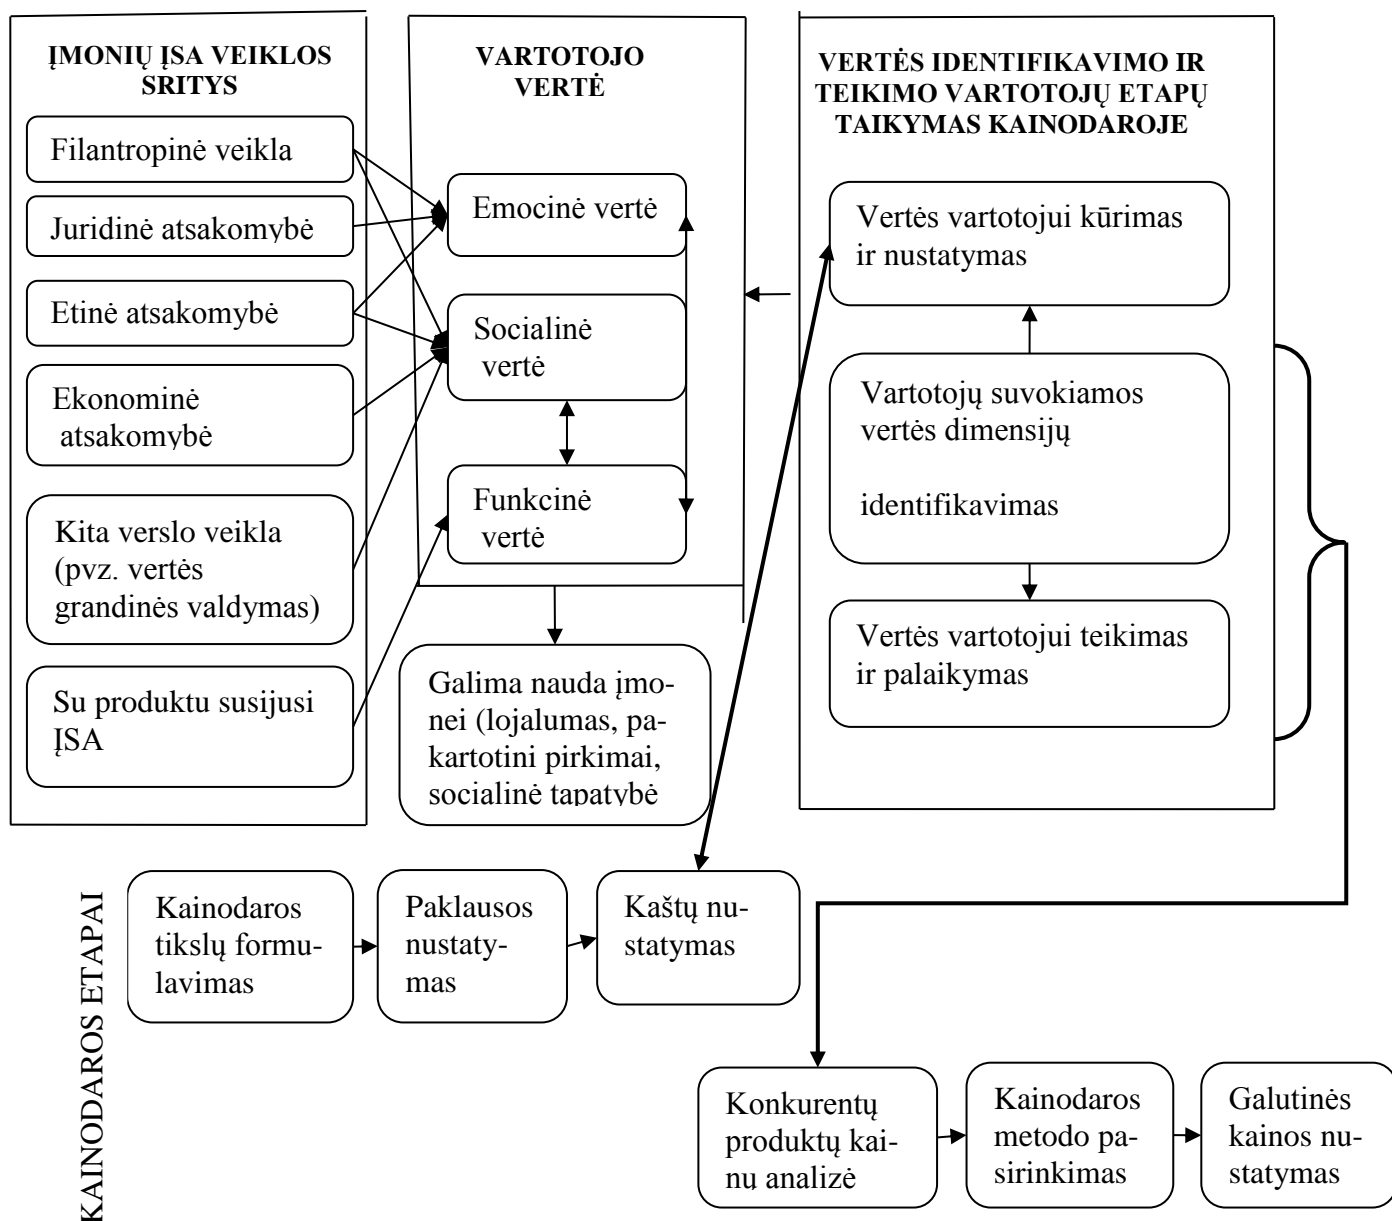 ĮMONIŲ ĮSA VEIKLOS
SRITYS
Filantropinė veikla
Juridinė atsakomybė
Etinė atsakomybė
Ekonominė
atsakomybė
Kita verslo veikla
(pvz. vertės
grandinės valdymas)
Su produktu susijusi
ĮSA
VARTOTOJO
VERTĖ
Emocinė vertė
Socialinė
vertė
Funkcinė
vertė
Galima nauda įmo-
nei (lojalumas, pa-
kartotini pirkimai,
socialinė tapatybė
VERTĖS IDENTIFIKAVIMO IR
TEIKIMO VARTOTOJŲ ETAPŲ
TAIKYMAS KAINODAROJE
Vertės vartotojui kūrimas
ir nustatymas
Vartotojų suvokiamos
vertės dimensijų
identifikavimas
Vertės vartotojui teikimas
ir palaikymas
KAINODAROS ETAPAI
Kainodaros
tikslų formu-
lavimas
Paklausos
nustaty-
mas
Kaštų nu-
statymas
Konkurentų
produktų kai-
nu analizė
Kainodaros
metodo pa-
sirinkimas
Galutinės
kainos nu-
statymas